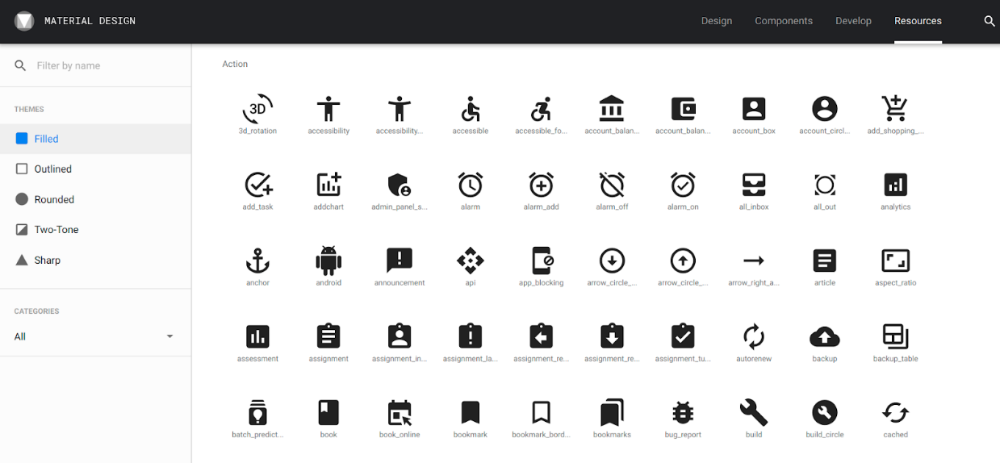 MATERIAL DESIGN
Design Components Develop Resources
Filter by name
THEMES
Filled
Outlined
Rounded
Two-Tone
Sharp
CATEGORIES
All
Action
3D
3d_rotation accessibility accessibility... accessible accessible_fo... account_balan... account_balan... account_box account_circl... add_shopping_...
add_task addchart admin_panel_s... alarm alarm_add alarm_off alarm_on all_inbox all_out analytics
anchor android announcement api app_blocking arrow_circle_... arrow_circle_... arrow_right_a... article aspect_ratio
assessment assignment assignment_in... assignment_la... assignment_re... assignment_re... assignment_tu... autorenew backup backup_table
batch_predict... book book_online bookmark bookmark_bord... bookmarks bug_report build build_circle cached